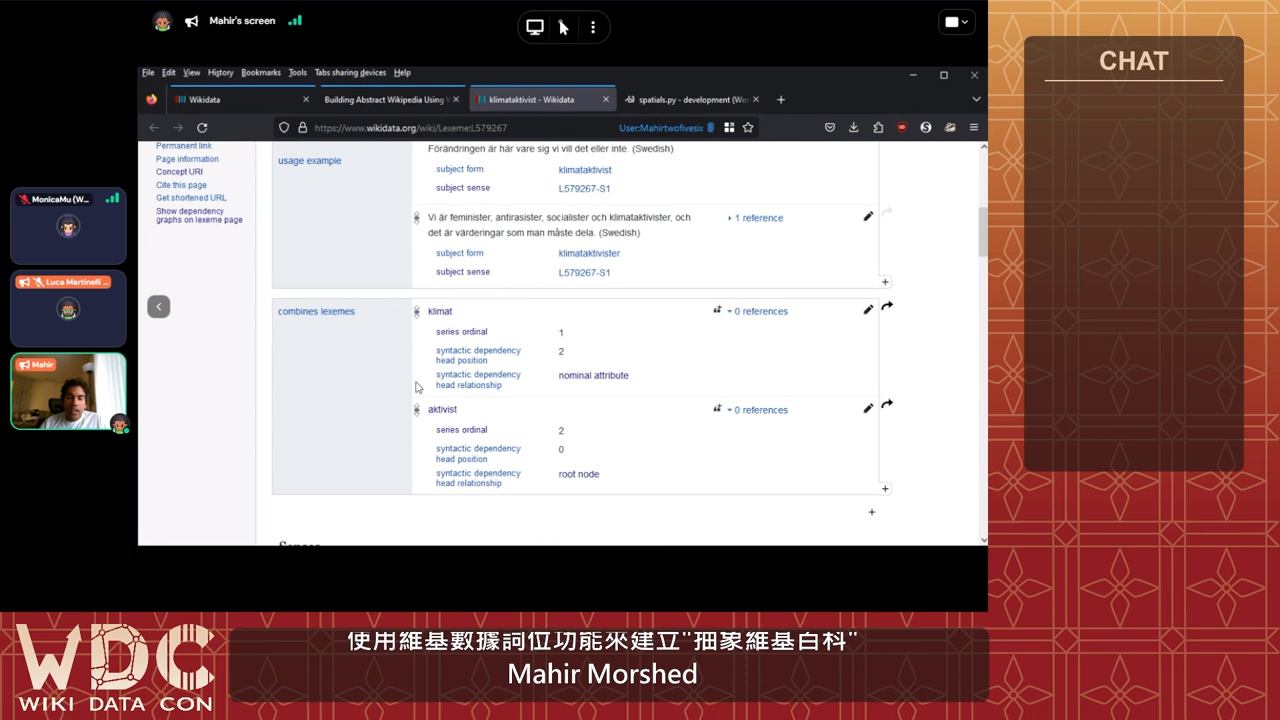 Mahir's screen
CHAT
File Edit View History Bookmarks Tools Tabs sharing devices Help
Wikidata
Building Abstract Wikipedia Using
klimataktivist - Wikidata
spatials.py - development (Wo
https://www.wikidata.org/wiki/Lexeme:L579267
User:Mahirtwofivesix
Permanent link
Page information
Concept URI
Cite this page
Get shortened URL
Show dependency
graphs on lexeme page
usage example
Förändringen är här vare sig vi vill det eller inte. (Swedish)
subject form klimataktivist
subject sense L579267-S1
Vi är feminister, antirasister, socialister och klimataktivister, och
det är värderingar som man måste dela. (Swedish)
1 reference
subject form klimataktivister
subject sense L579267-S1
combines lexemes
klimat
0 references
series ordinal 1
syntactic dependency
head position
2
syntactic dependency
head relationship
nominal attribute
aktivist
0 references
series ordinal 2
syntactic dependency
head position
0
syntactic dependency
head relationship
root node
MonicaMu (W...
Luca Martinelli ...
Mahir
WDC
WIKI DATA CON
使用維基數據詞位功能來建立"抽象維基百科"
Mahir Morshed